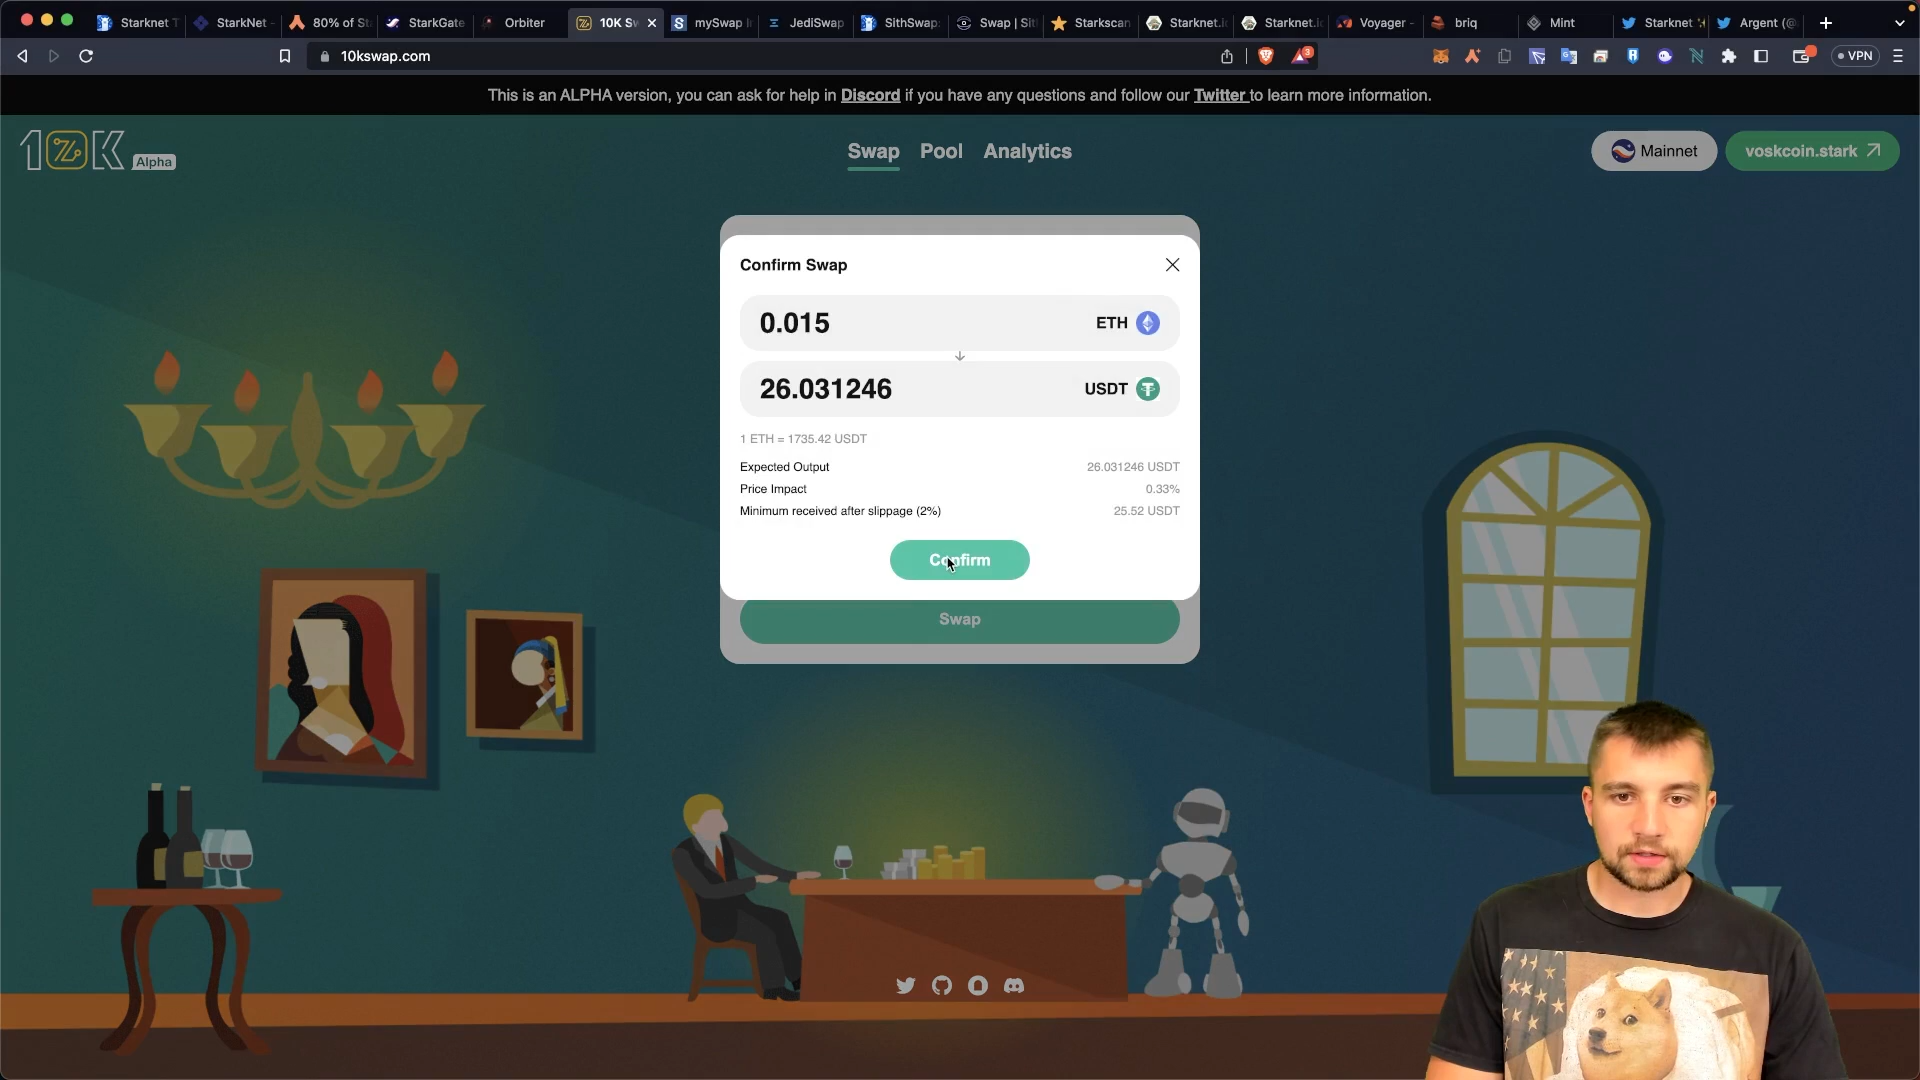 Starknet T
StarkNet -
80% of St
StarkGate
Orbiter
10K Sw
mySwap In
JediSwap
SithSwap
Swap | Sit
Starkscan
Starknet.i
Starknet.i
Voyager -
briq
Mint
Starknet
Argent (@
10kswap.com
3
VPN
This is an ALPHA version, you can ask for help in Discord if you have any questions and follow our Twitter to learn more information.
10K
Alpha
Swap
Pool
Analytics
Mainnet
voskcoin.stark
Confirm Swap
0.015
ETH
26.031246
USDT
1 ETH = 1735.42 USDT
Expected Output
26.031246 USDT
Price Impact
0.33%
Minimum received after slippage (2%)
25.52 USDT
Confirm
Swap